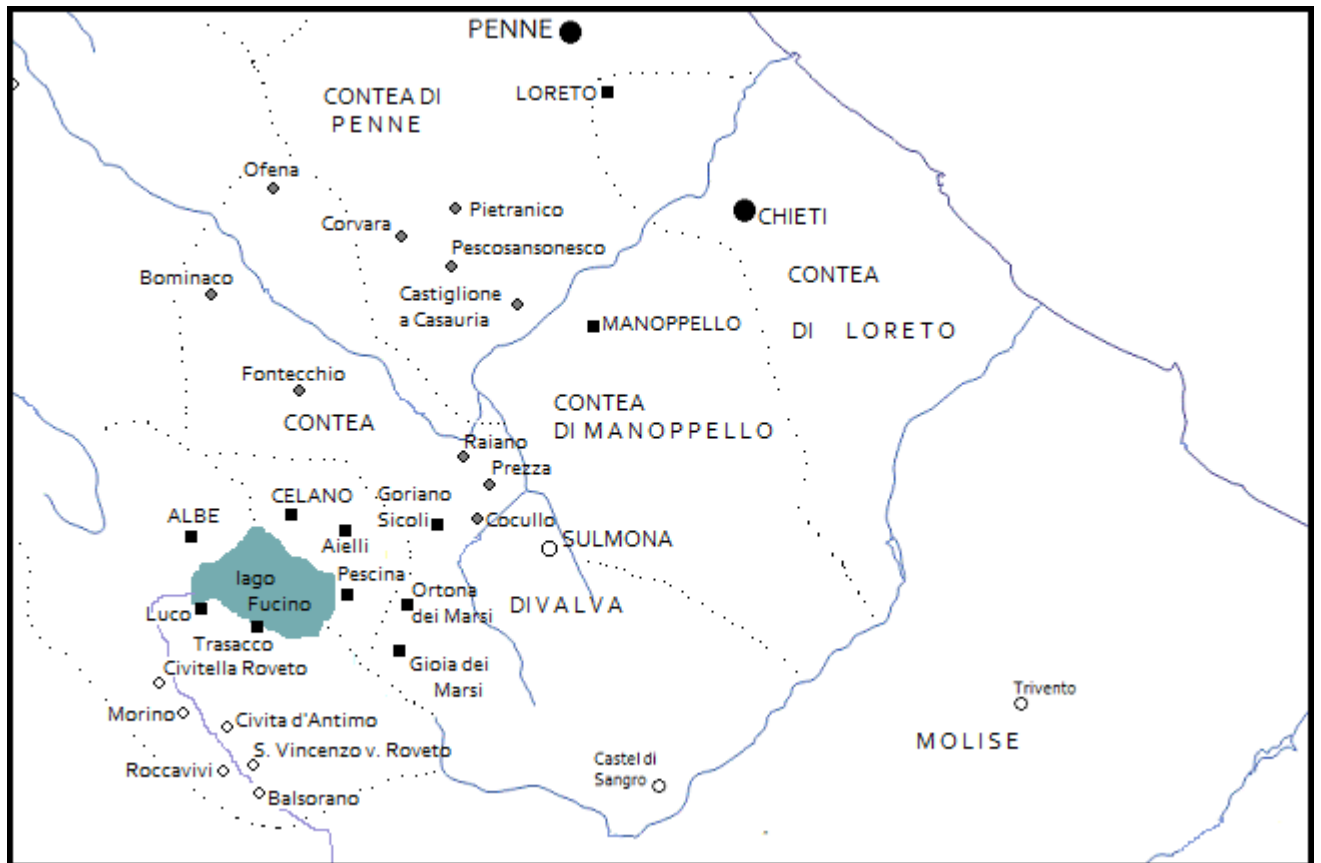 PENNE
LORETO
CONTEA DI
PENNE
Ofena
Pietranico
Corvara
CHIETI
Pescosansonesco
Bominaco
CONTEA
Castiglione
a Casauria
MANOPPELLO
DI LORETO
Fontecchio
CONTEA
CONTEA
DI MANOPPELLO
Raiano
Prezza
CELANO
Goriano
Sicoli
ALBE
Cocullo
Aielli
SULMONA
lago
Fucino
Pescina
Ortona
dei Marsi
DI VALVA
Luco
Trasacco
Civitella Roveto
Gioia dei
Marsi
Trivento
Morino
Civita d'Antimo
MOLISE
S. Vincenzo v. Roveto
Roccavivi
Castel di
Sangro
Balsorano